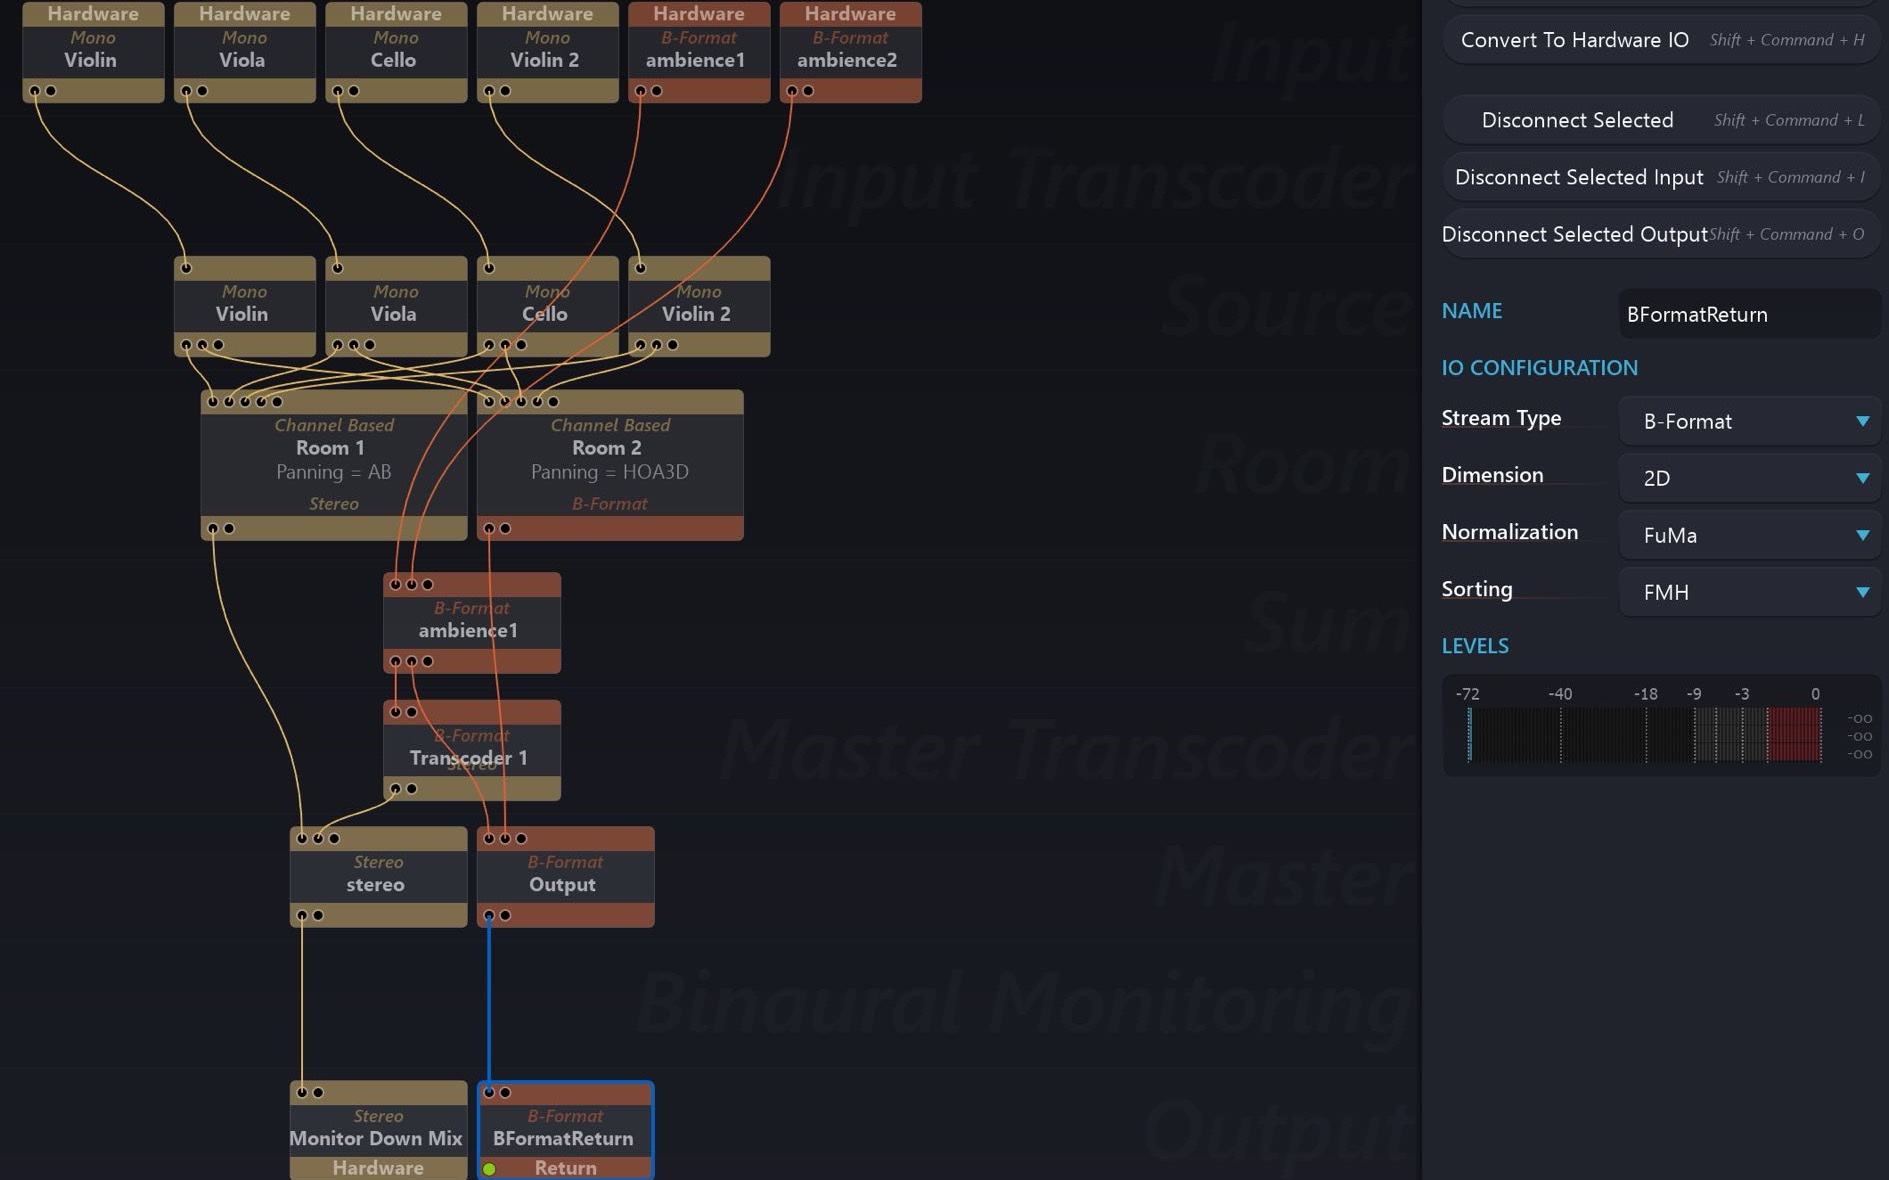 Hardware Hardware Hardware Hardware Hardware Hardware
Mono Mono Mono Mono B-Format B-Format
Violin Viola Cello Violin 2 ambience1 ambience2
Input
Input Transcoder
Mono Mono Mono Mono
Violin Viola Cello Violin 2
Source
Channel Based Channel Based
Room 1 Room 2
Panning = AB Panning = HOA3D
Stereo B-Format
Room
B-Format
ambience1
Sum
B-Format
Transcoder 1
Stereo
Master Transcoder
Stereo B-Format
stereo Output
Master
Binaural Monitoring
Stereo B-Format
Monitor Down Mix BFormatReturn
Hardware Return
Output
Convert To Hardware IO Shift + Command + H
Disconnect Selected Shift + Command + L
Disconnect Selected Input Shift + Command + I
Disconnect Selected Output Shift + Command + O
NAME BFormatReturn
IO CONFIGURATION
Stream Type B-Format
Dimension 2D
Normalization FuMa
Sorting FMH
LEVELS
-72 -40 -18 -9 -3 0
-oo
-oo
-oo